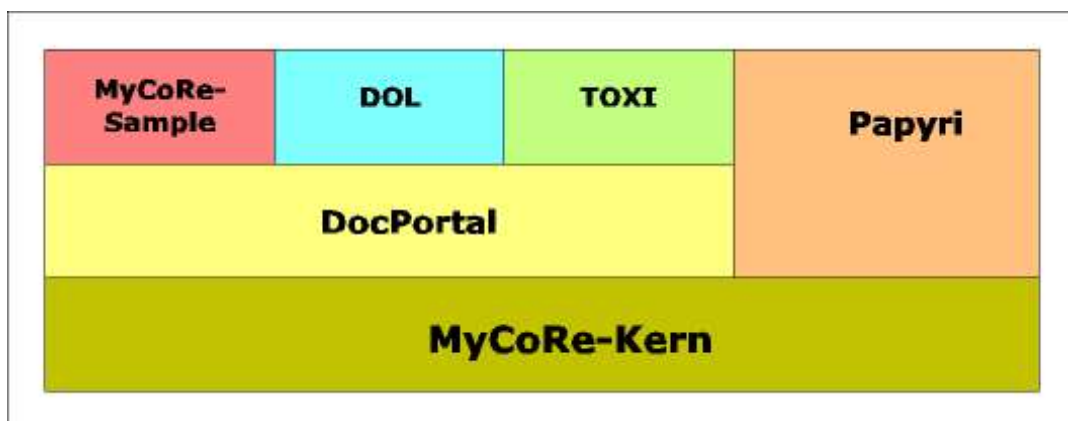 MyCoRe-
Sample
DOL
TOXI
Papyri
DocPortal
MyCoRe-Kern